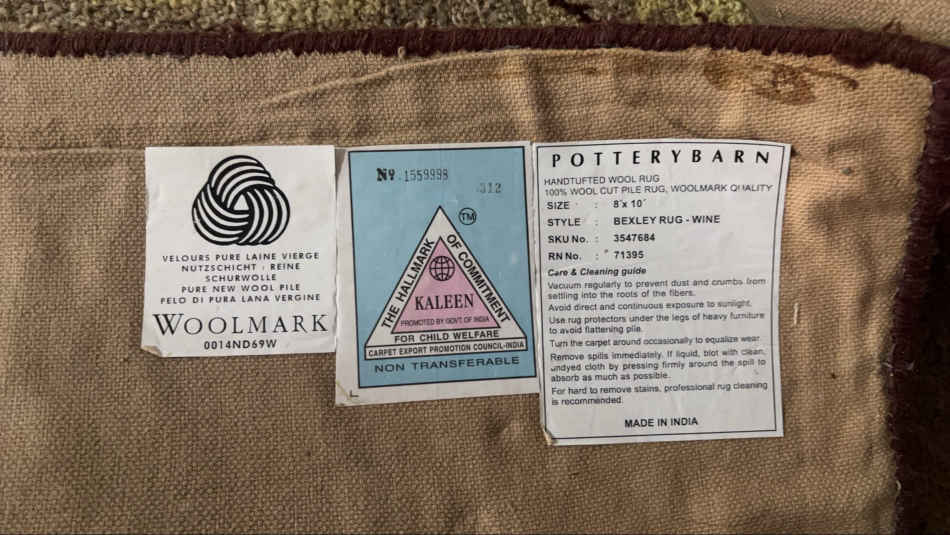 VELOURS PURE LAINE VIERGE
NUTZSCHICHT : REINE
SCHURWOLLE
PURE NEW WOOL PILE
PELO DI PURA LANA VERGINE
WOOLMARK
0014ND69W
No. 1559998
312
TM
THE HALLMARK
OF COMMITMENT
KALEEN
PROMOTED BY GOVT. OF INDIA
FOR CHILD WELFARE
CARPET EXPORT PROMOTION COUNCIL-INDIA
NON TRANSFERABLE
POTTERYBARN
HANDTUFTED WOOL RUG
100% WOOL CUT PILE RUG, WOOLMARK QUALITY
SIZE : 8'x 10'
STYLE : BEXLEY RUG - WINE
SKU No. : 3547684
RN No. : 71395
Care & Cleaning guide
Vacuum regularly to prevent dust and crumbs from
settling into the roots of the fibers.
Avoid direct and continuous exposure to sunlight.
Use rug protectors under the legs of heavy furniture
to avoid flattening pile.
Turn the carpet around occasionally to equalize wear.
Remove spills immediately. If liquid, blot with clean,
undyed cloth by pressing firmly around the spill to
absorb as much as possible.
For hard to remove stains, professional rug cleaning
is recommended.
MADE IN INDIA